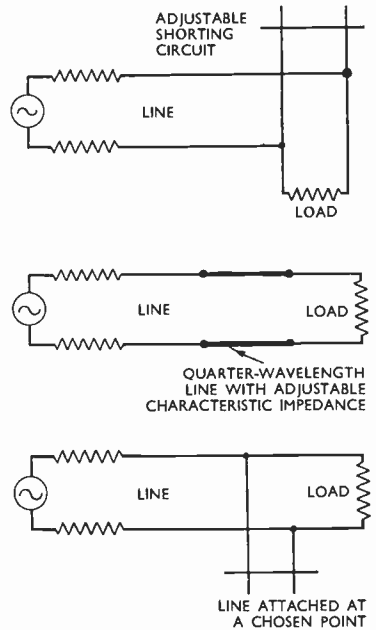 ADJUSTABLE
SHORTING
CIRCUIT
LINE
LOAD
LINE
LOAD
QUARTER-WAVELENGTH
LINE WITH ADJUSTABLE
CHARACTERISTIC IMPEDANCE
LINE
LOAD
LINE ATTACHED AT
A CHOSEN POINT